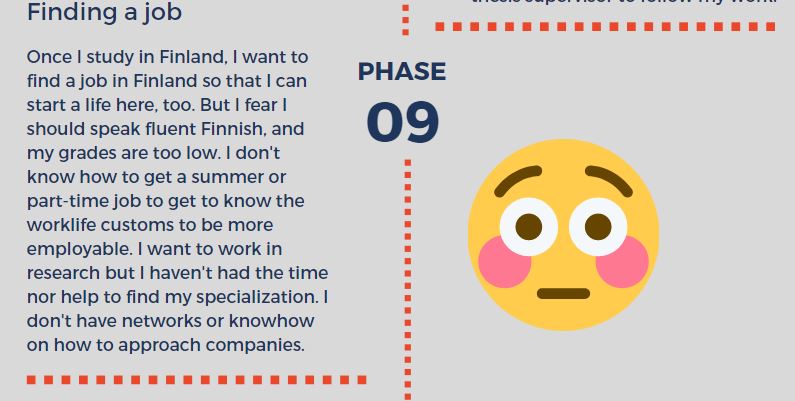 thesis supervisor to follow my work.
Finding a job
Once I study in Finland, I want to
find a job in Finland so that I can
start a life here, too. But I fear I
should speak fluent Finnish, and
my grades are too low. I don't
know how to get a summer or
part-time job to get to know the
worklife customs to be more
employable. I want to work in
research but I haven't had the time
nor help to find my specialization. I
don't have networks or knowhow
on how to approach companies.
PHASE
09